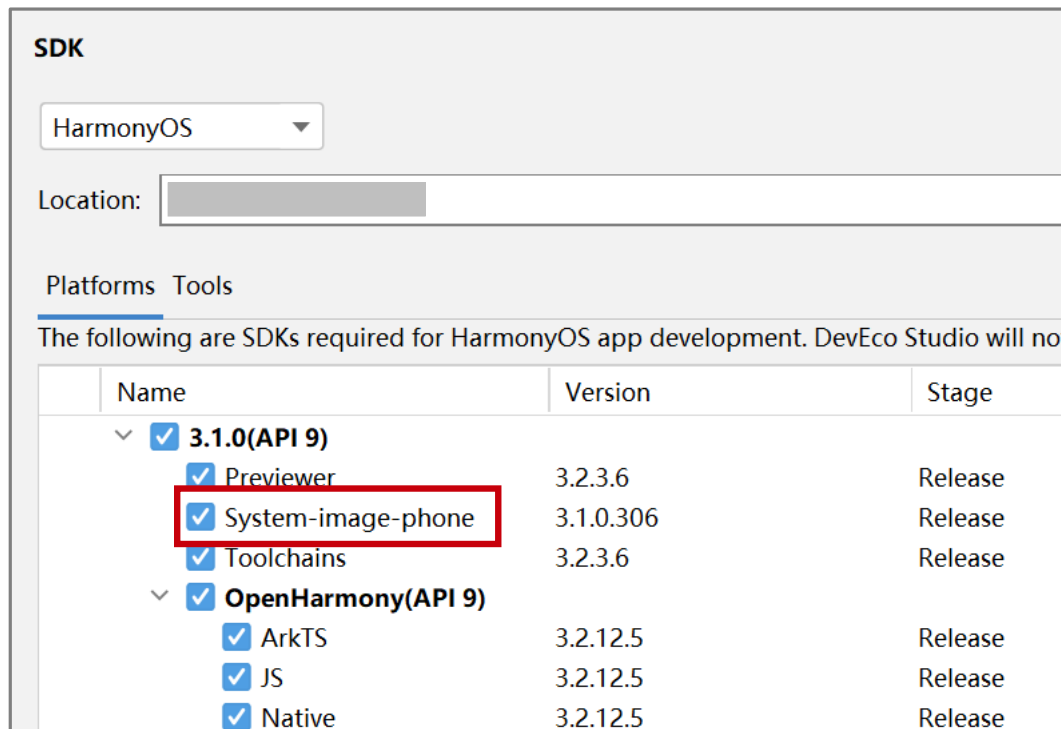 SDK
HarmonyOS
Location:
Platforms Tools
The following are SDKs required for HarmonyOS app development. DevEco Studio will no
Name Version Stage
3.1.0(API 9)
Previewer 3.2.3.6 Release
System-image-phone 3.1.0.306 Release
Toolchains 3.2.3.6 Release
OpenHarmony(API 9)
ArkTS 3.2.12.5 Release
JS 3.2.12.5 Release
Native 3.2.12.5 Release